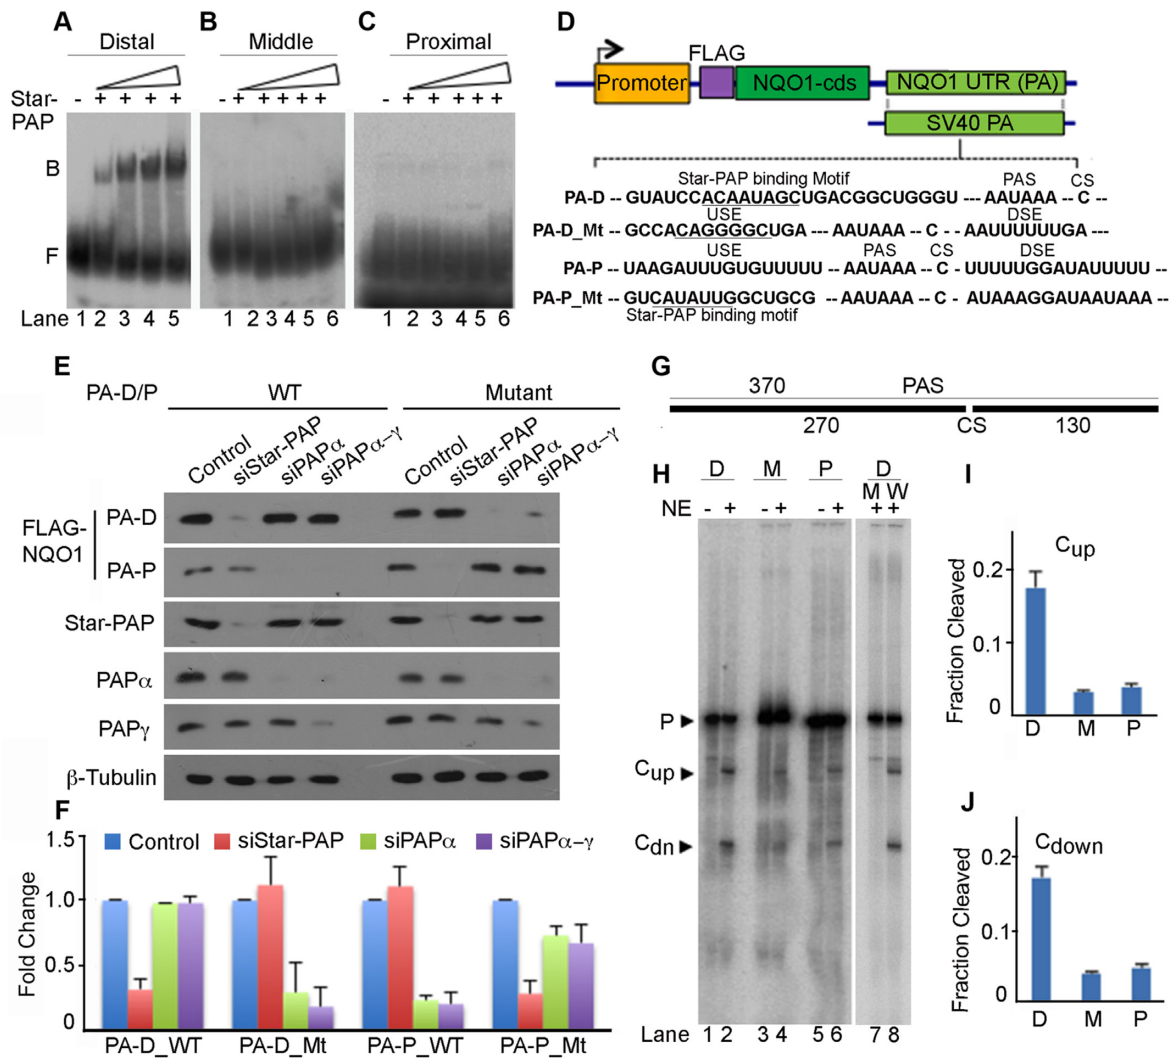 A
Distal
- + + + +
Star-PAP
B
F
Lane 1 2 3 4 5
B
Middle
- + + + + +
1 2 3 4 5 6
C
Proximal
- + + + + +
1 2 3 4 5 6
D
FLAG
Promoter
NQO1-cds
NQO1 UTR (PA)
SV40 PA
Star-PAP binding Motif PAS CS
PA-D -- GUAUCCACAAUAGCUGACGGCUGGGU --- AAUAAA -- C --
USE DSE
PA-D_Mt -- GCCACAGGGGCUGA --- AAUAAA -- C - - AAUUUUUUGA ---
USE PAS CS DSE
PA-P -- UAAGAUUUGUGUUUUU --- AAUAAA -- C - UUUUUGGAUAUUUUU --
PA-P_Mt -- GUCAUAUUGGCUGCG --- AAUAAA -- C- AUAAAGGAUAAUAAA --
Star-PAP binding motif
E
PA-D/P WT Mutant
Control siStar-PAP siPAPα siPAPα–γ Control siStar-PAP siPAPα siPAPα–γ
FLAG-NQO1
PA-D
PA-P
Star-PAP
PAPα
PAPγ
β-Tubulin
F
Control siStar-PAP siPAPα siPAPα–γ
Fold Change
1.5
1.0
0.5
0
PA-D_WT PA-D_Mt PA-P_WT PA-P_Mt
G
370 PAS
270 CS 130
H
D M P D
M W
NE - + - + - + + +
P
Cup
Cdn
Lane 1 2 3 4 5 6 7 8
I
Cup
Fraction Cleaved
0.2
0.1
0
D M P
J
Cdown
Fraction Cleaved
0.2
0.1
0
D M P